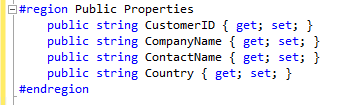 #region Public Properties
public string CustomerID { get; set; }
public string CompanyName { get; set; }
public string ContactName { get; set; }
public string Country { get; set; }
#endregion